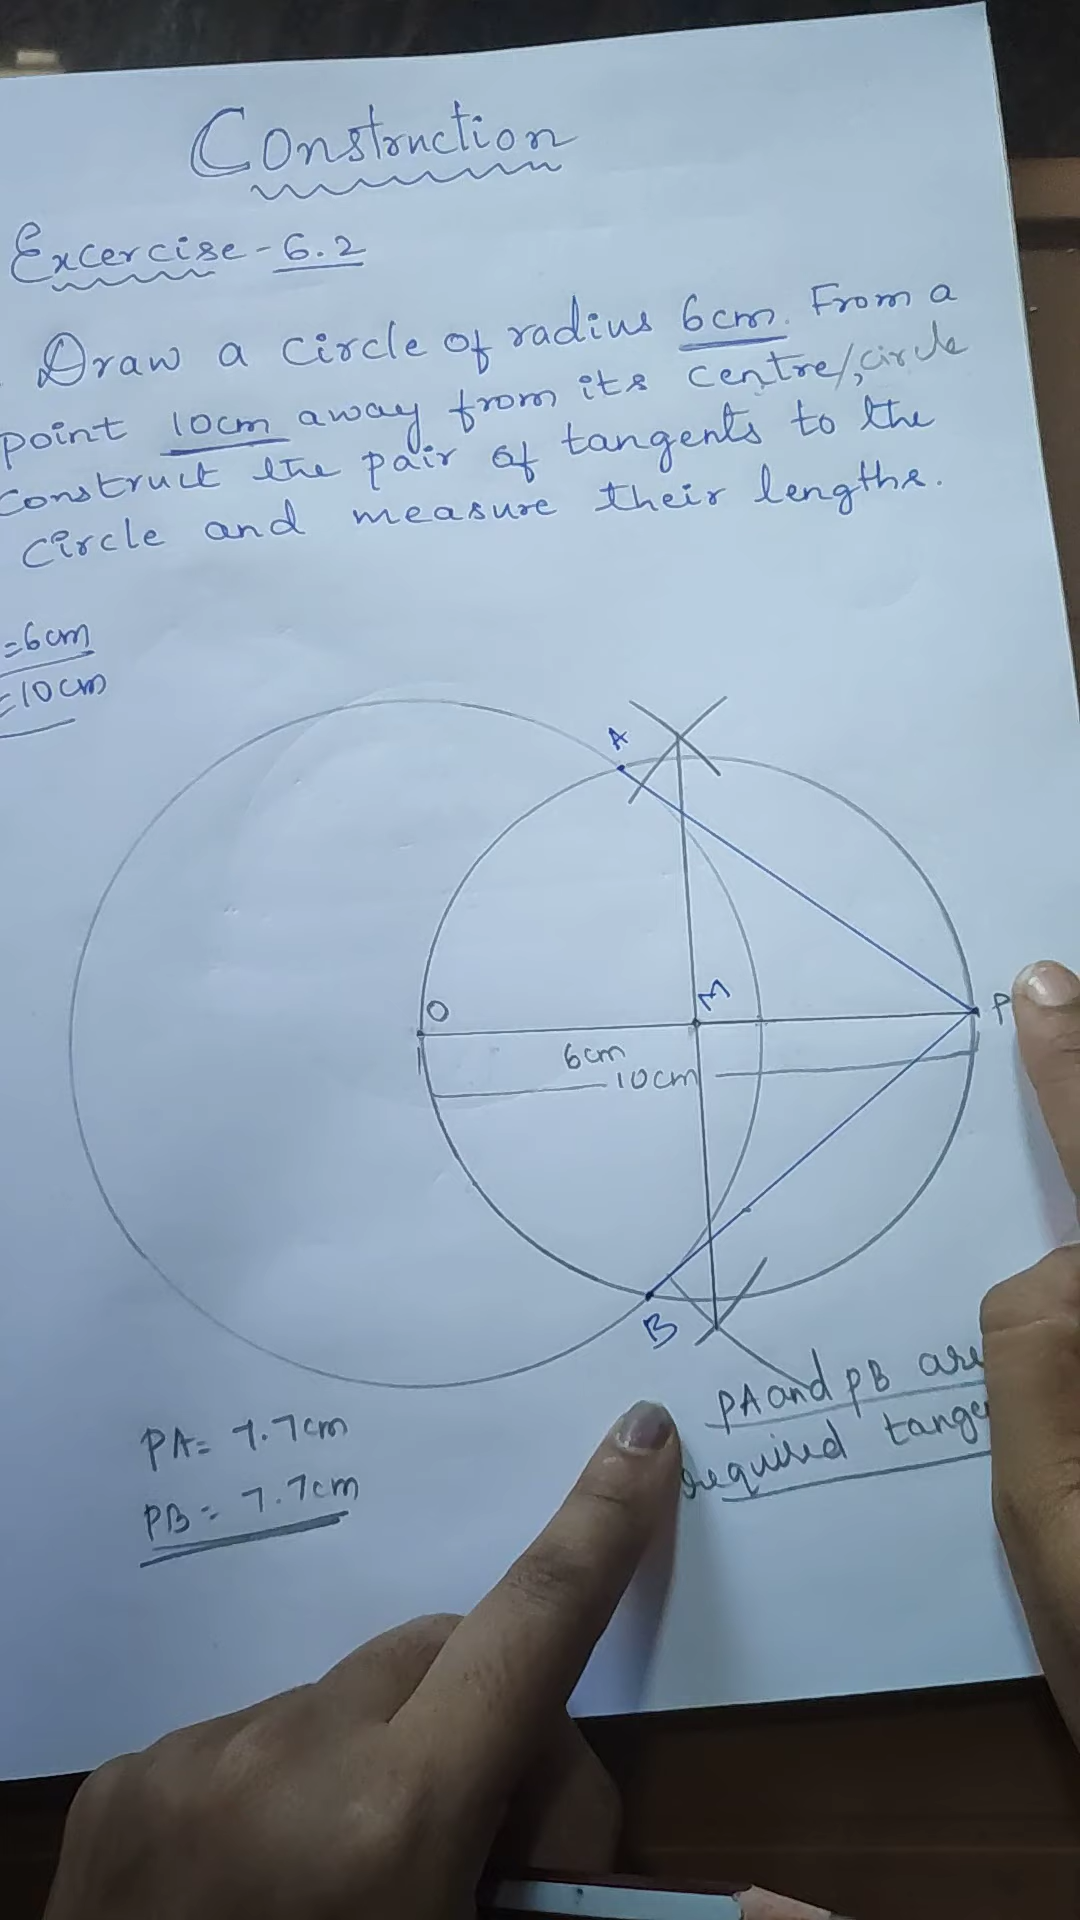 Construction
Excercise - 6.2
Draw a circle of radius 6cm. From a
point 10cm away from its centre/,circle
construct the pair of tangents to the
circle and measure their lengths.
=6cm
=10cm
A
O
M
P
6cm
10cm
B
PA and PB are
required tange
PA= 7.7cm
PB= 7.7cm